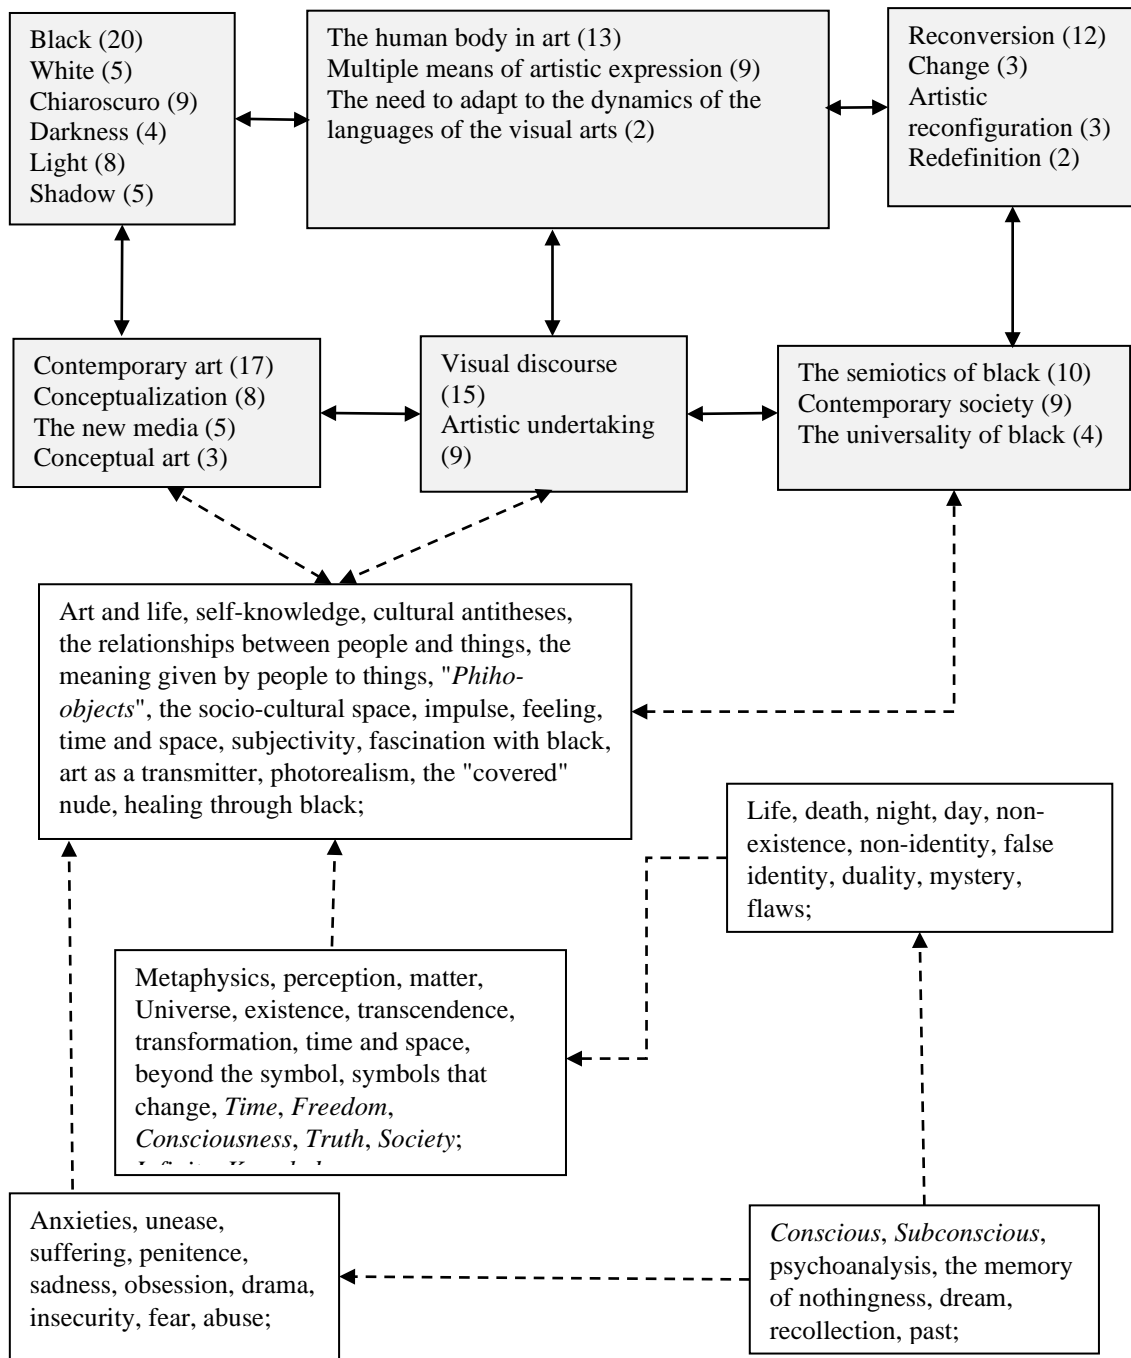 Black (20)
White (5)
Chiaroscuro (9)
Darkness (4)
Light (8)
Shadow (5)
The human body in art (13)
Multiple means of artistic expression (9)
The need to adapt to the dynamics of the
languages of the visual arts (2)
Reconversion (12)
Change (3)
Artistic
reconfiguration (3)
Redefinition (2)
Contemporary art (17)
Conceptualization (8)
The new media (5)
Conceptual art (3)
Visual discourse
(15)
Artistic undertaking
(9)
The semiotics of black (10)
Contemporary society (9)
The universality of black (4)
Art and life, self-knowledge, cultural antitheses,
the relationships between people and things, the
meaning given by people to things, "Phiho-
objects", the socio-cultural space, impulse, feeling,
time and space, subjectivity, fascination with black,
art as a transmitter, photorealism, the "covered"
nude, healing through black;
Life, death, night, day, non-
existence, non-identity, false
identity, duality, mystery,
flaws;
Metaphysics, perception, matter,
Universe, existence, transcendence,
transformation, time and space,
beyond the symbol, symbols that
change, Time, Freedom,
Consciousness, Truth, Society;
Anxieties, unease,
suffering, penitence,
sadness, obsession, drama,
insecurity, fear, abuse;
Conscious, Subconscious,
psychoanalysis, the memory
of nothingness, dream,
recollection, past;